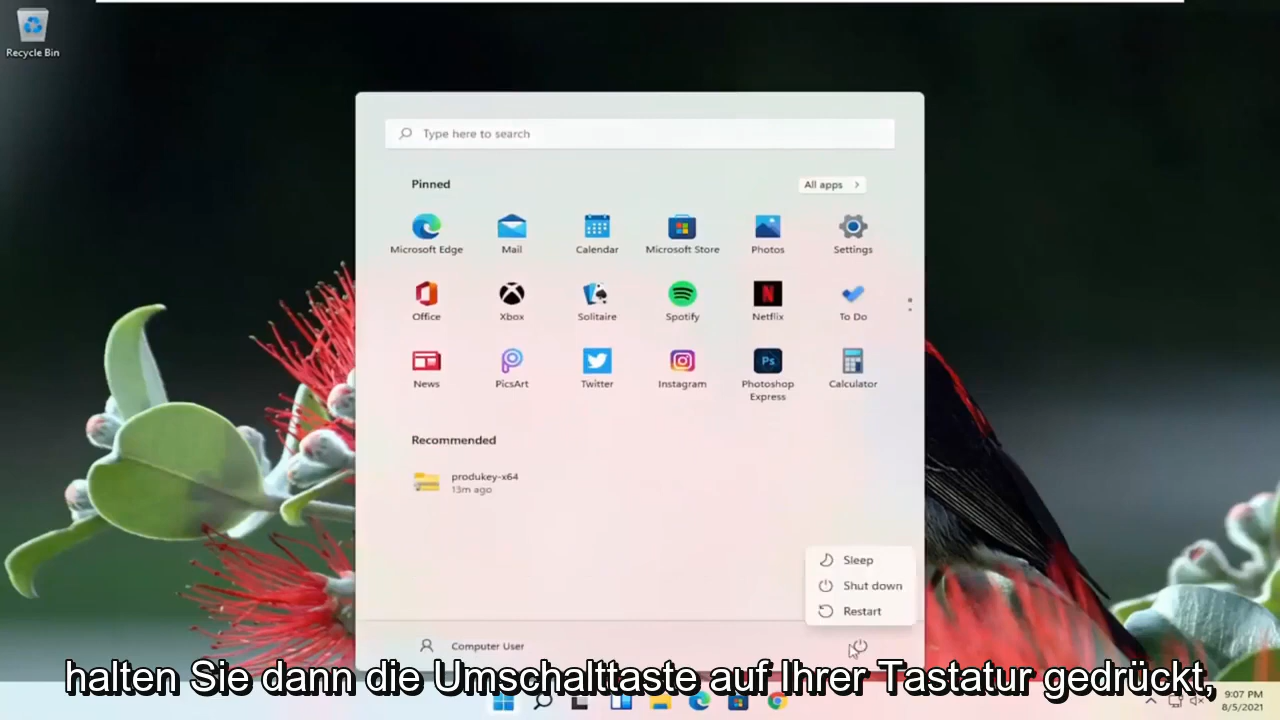 Recycle Bin
Type here to search
Pinned
All apps
Microsoft Edge
Mail
Calendar
Microsoft Store
Photos
Settings
Office
Xbox
Solitaire
Spotify
Netflix
To Do
News
PicsArt
Twitter
Instagram
Ps
Photoshop
Express
Calculator
Recommended
produkey-x64
13m ago
Sleep
Shut down
Restart
Computer User
halten Sie dann die Umschalttaste auf Ihrer Tastatur gedrückt,
9:07 PM
8/5/2021